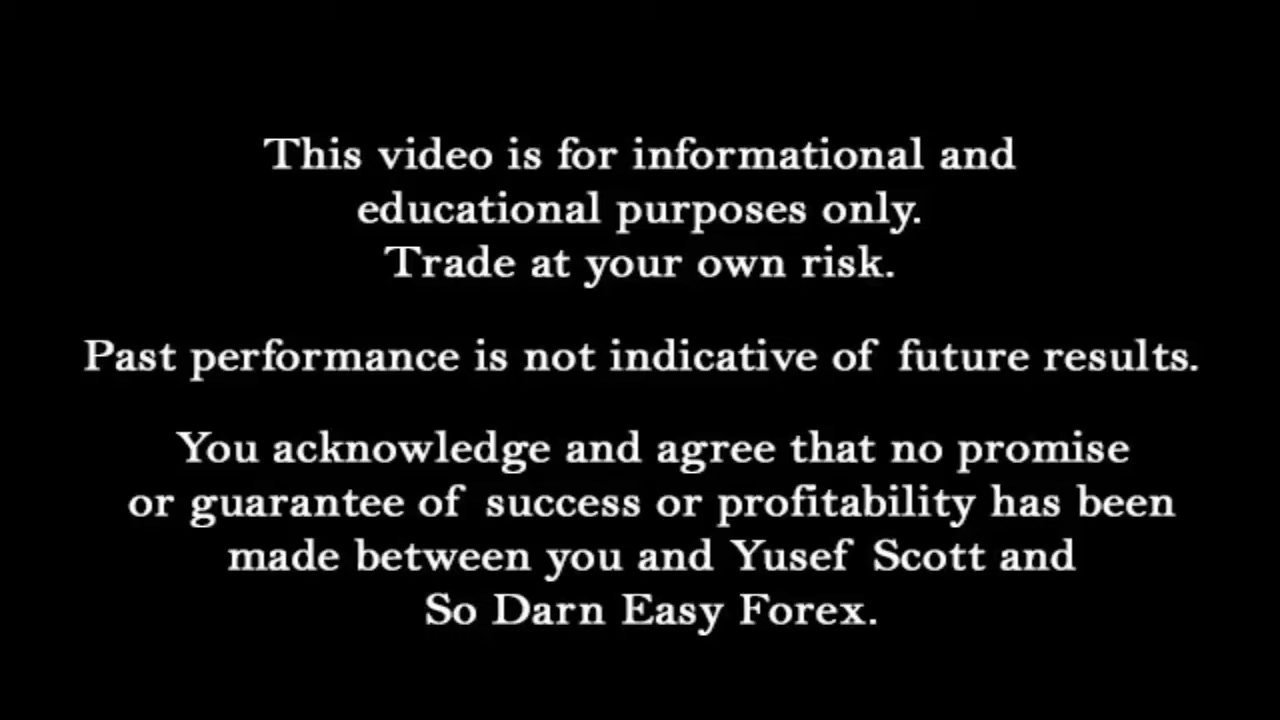 This video is for informational and
educational purposes only.
Trade at your own risk.
Past performance is not indicative of future results.
You acknowledge and agree that no promise
or guarantee of success or profitability has been
made between you and Yusef Scott and
So Darn Easy Forex.